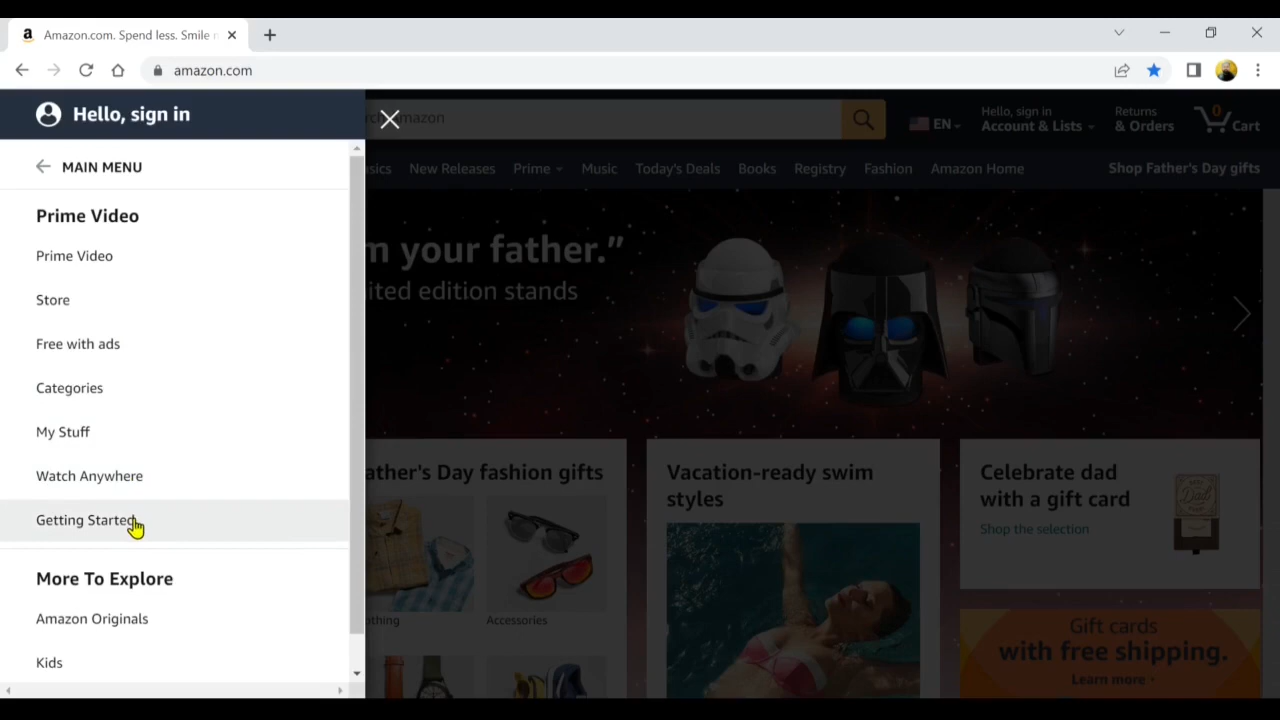 Amazon.com. Spend less. Smile
amazon.com
Hello, sign in
MAIN MENU
Prime Video
Prime Video
Store
Free with ads
Categories
My Stuff
Watch Anywhere
Getting Started
More To Explore
Amazon Originals
Kids
rch Amazon
EN
Hello, sign in
Account & Lists
Returns
& Orders
0
Cart
asics
New Releases
Prime
Music
Today's Deals
Books
Registry
Fashion
Amazon Home
Shop Father's Day gifts
m your father.”
ited edition stands
ather's Day fashion gifts
thing
Accessories
Vacation-ready swim
styles
Celebrate dad
with a gift card
Shop the selection
Gift cards
with free shipping.
Learn more